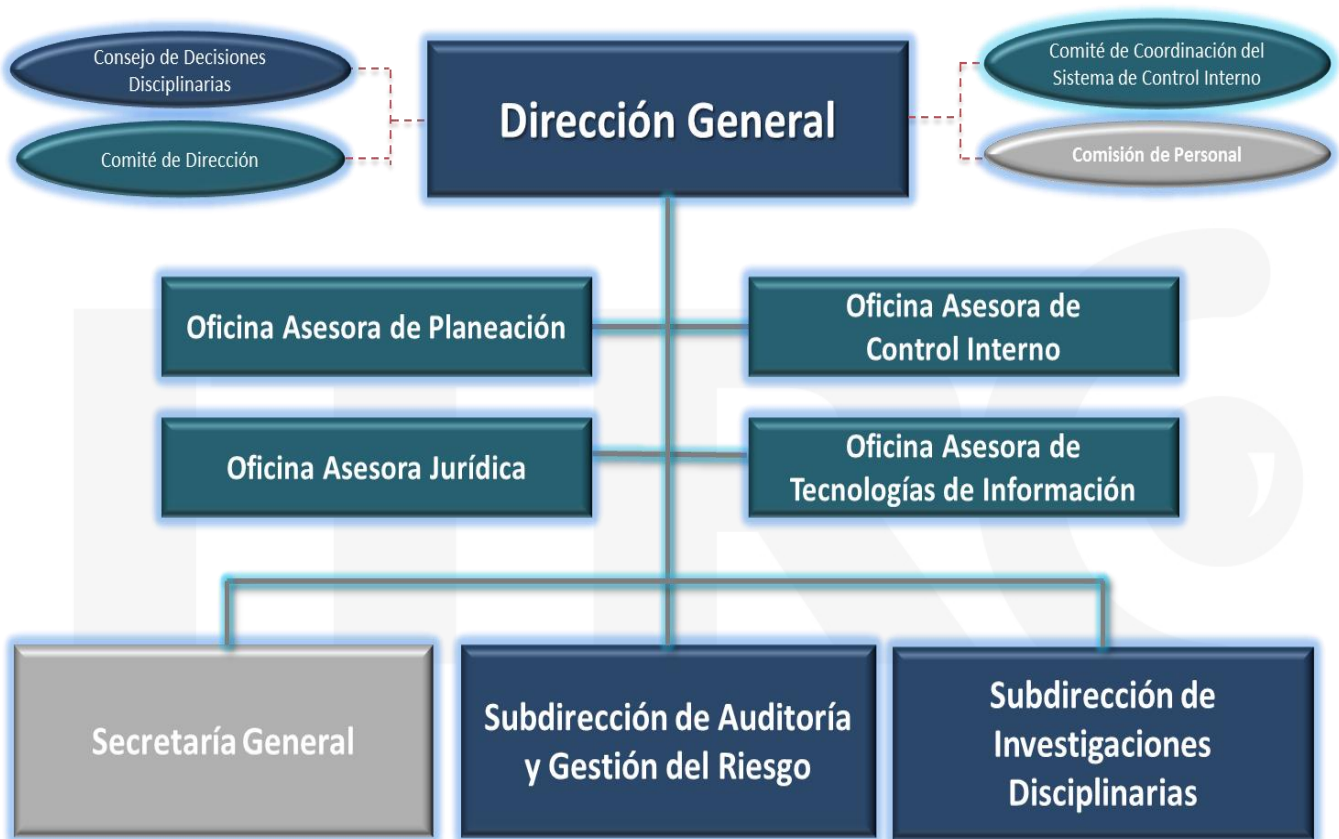 Consejo de Decisiones
Disciplinarias
Comité de Dirección
Dirección General
Comité de Coordinación del
Sistema de Control Interno
Comisión de Personal
Oficina Asesora de Planeación
Oficina Asesora de
Control Interno
Oficina Asesora Jurídica
Oficina Asesora de
Tecnologías de Información
Secretaría General
Subdirección de Auditoría
y Gestión del Riesgo
Subdirección de
Investigaciones
Disciplinarias
ITRC